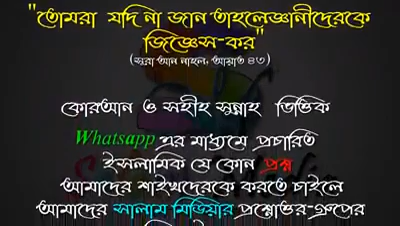 "তোমরা যদি না জান তাহলেজ্ঞানীদেরকে
জিজ্ঞেস-কর"
(সুরা আন নাহল, আয়াত ৪৩)
কোরআন ও সহীহ সুন্নাহ ভিত্তিক
Whatsapp এর মাধ্যমে প্রচারিত
ইসলামিক যে কোন প্রশ্ন
আমাদের শাইখদেরকে করতে চাইলে
আমাদের সালাম মিডিয়ার প্রশ্নোত্তর-গ্রুপের